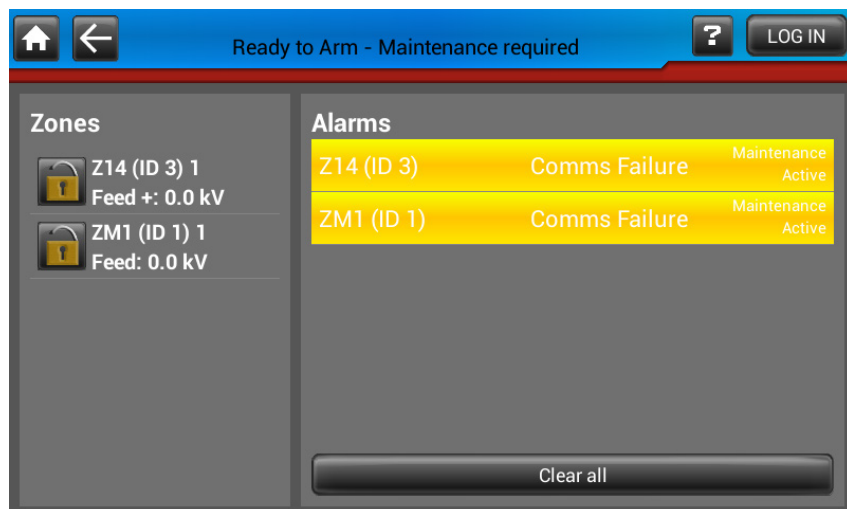 Ready to Arm - Maintenance required
?
LOG IN
Zones
Z14 (ID 3) 1
Feed +: 0.0 kV
ZM1 (ID 1) 1
Feed: 0.0 kV
Alarms
Z14 (ID 3) Comms Failure Maintenance Active
ZM1 (ID 1) Comms Failure Maintenance Active
Clear all